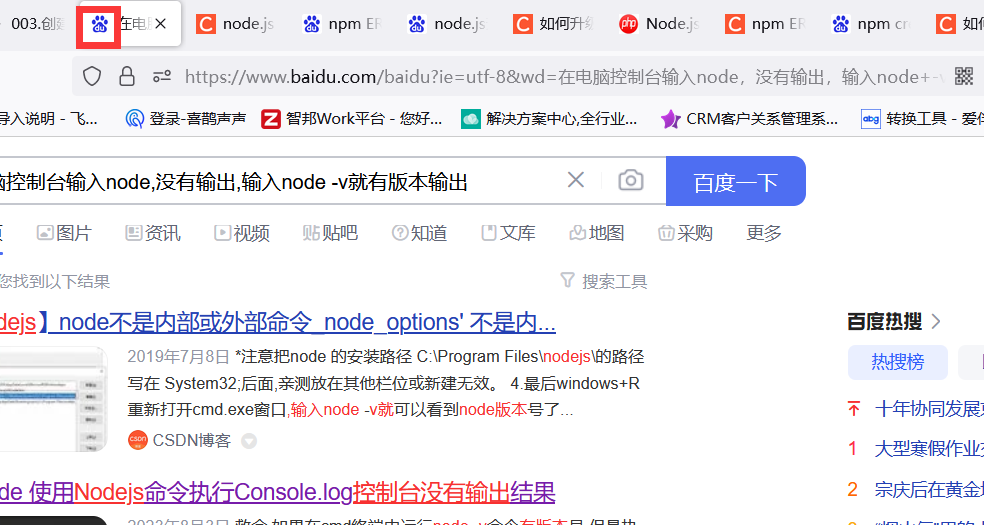 003.创建 在电脑 node.js npm ER node.js 如何升级 Node.js npm ER npm cr 如何
https://www.baidu.com/baidu?ie=utf-8&wd=在电脑控制台输入node，没有输出，输入node+-v
导入说明 - 飞... 登录-喜鹊声声 智邦Work平台 - 您好... 解决方案中心,全行业... CRM客户关系管理系... 转换工具 - 爱伴
脑控制台输入node,没有输出,输入node -v就有版本输出 百度一下
图片 资讯 视频 贴吧 知道 文库 地图 采购 更多
您找到以下结果 搜索工具
dejs】_node不是内部或外部命令_node_options' 不是内...
2019年7月8日 *注意把node 的安装路径 C:\Program Files\nodejs\的路径
写在 System32;后面,亲测放在其他栏位或新建无效。 4.最后windows+R
重新打开cmd.exe窗口,输入node -v就可以看到node版本号了...
CSDN博客
de 使用Nodejs命令执行Console.log控制台没有输出结果
百度热搜
热搜榜
十年协同发展
1 大型寒假作业
2 宗庆后在黄金